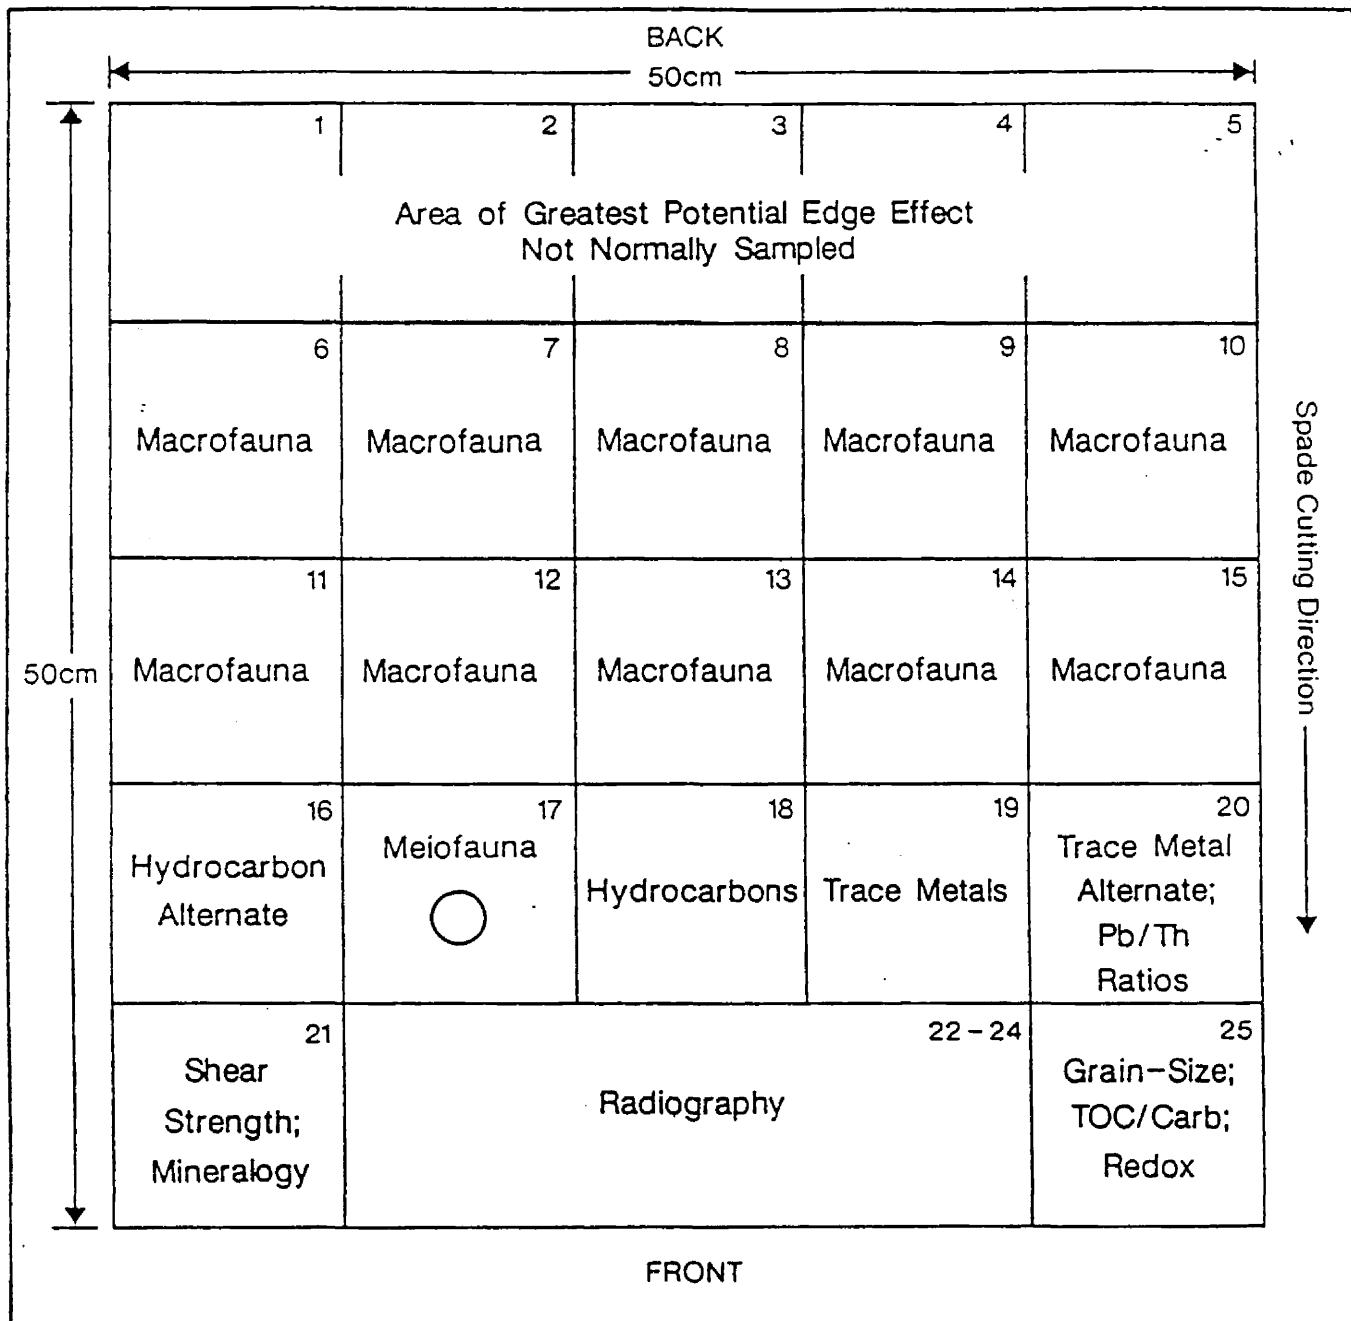 BACK
50cm
1 2 3 4 5
Area of Greatest Potential Edge Effect
Not Normally Sampled
6 7 8 9 10
Macrofauna Macrofauna Macrofauna Macrofauna Macrofauna
11 12 13 14 15
50cm
Macrofauna Macrofauna Macrofauna Macrofauna Macrofauna
Spade Cutting Direction
16
Hydrocarbon
Alternate
17
Meiofauna
18
Hydrocarbons
19
Trace Metals
20
Trace Metal
Alternate;
Pb/Th
Ratios
21
Shear
Strength;
Mineralogy
22-24
Radiography
25
Grain-Size;
TOC/Carb;
Redox
FRONT